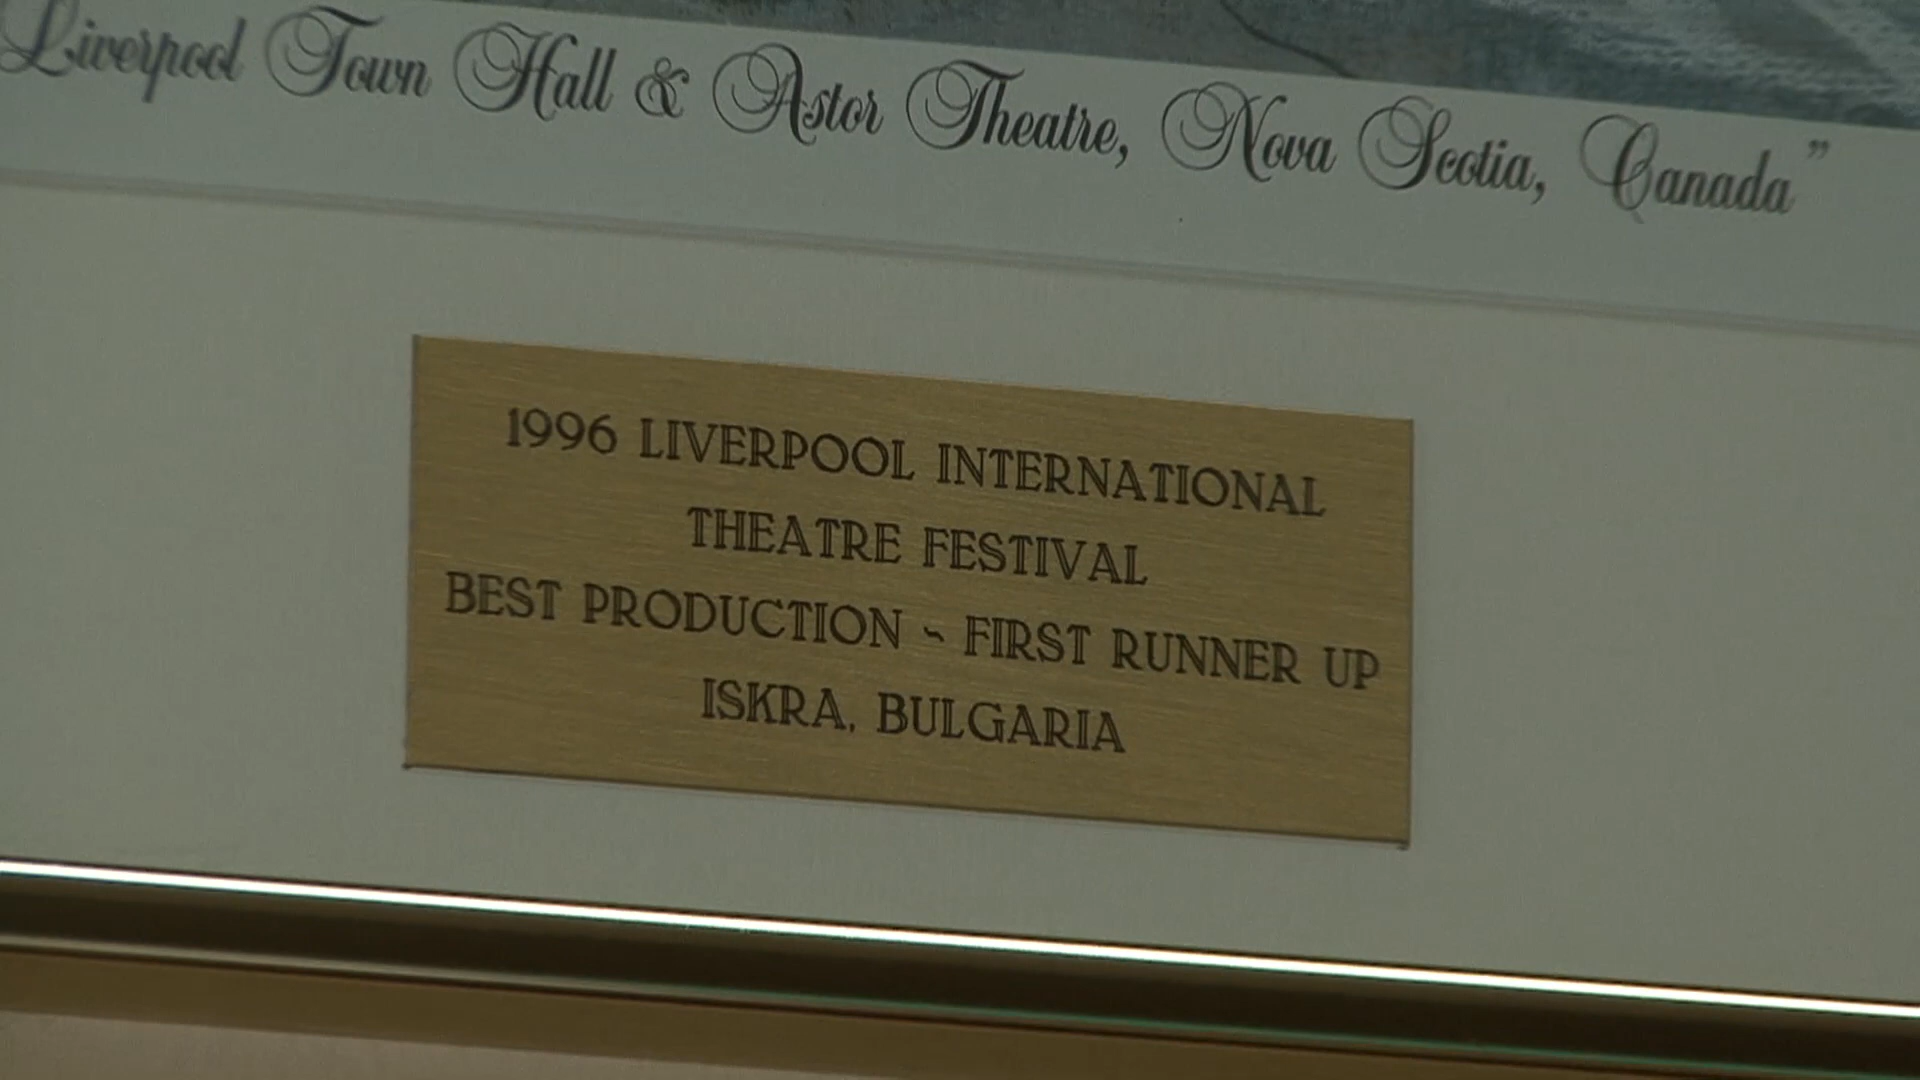 Liverpool Town Hall & Astor Theatre, Nova Scotia, Canada”
1996 LIVERPOOL INTERNATIONAL
THEATRE FESTIVAL
BEST PRODUCTION ~ FIRST RUNNER UP
ISKRA, BULGARIA